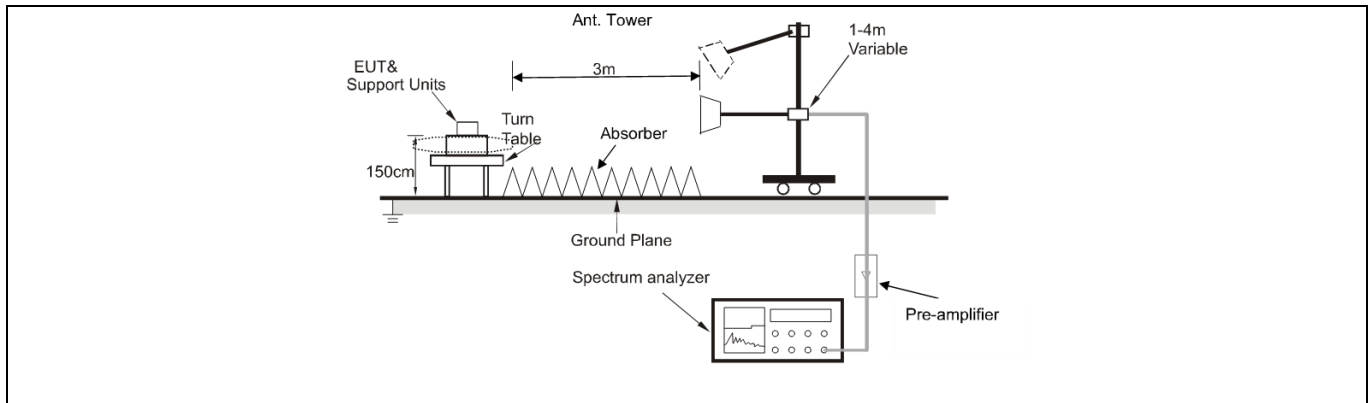 Ant. Tower
1-4m
Variable
3m
EUT&
Support Units
Turn
Table
Absorber
150cm
Ground Plane
Spectrum analyzer
Pre-amplifier